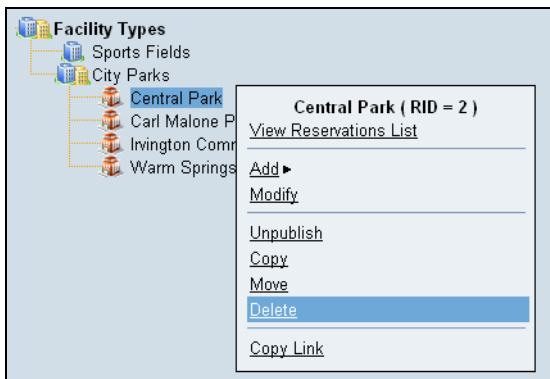 Facility Types
Sports Fields
City Parks
Central Park
Carl Malone P
Irvington Com
Warm Springs
Central Park ( RID = 2 )
View Reservations List
Add
Modify
Unpublish
Copy
Move
Delete
Copy Link